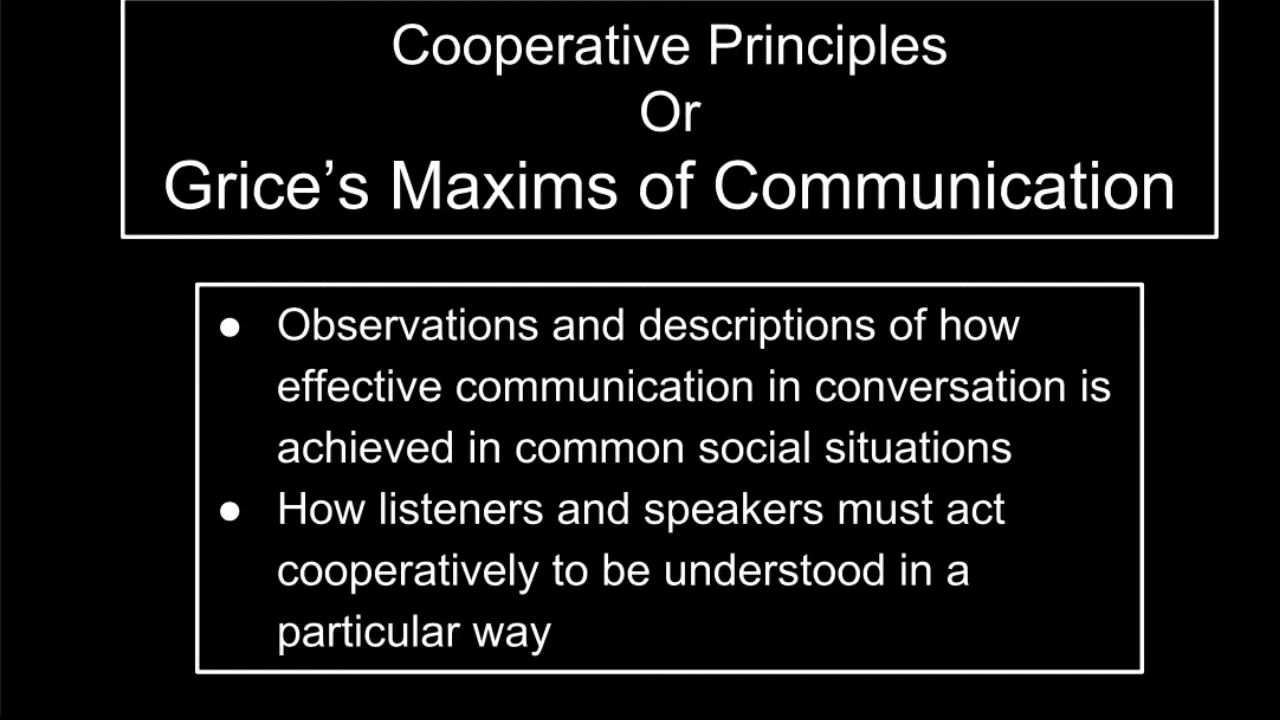 Cooperative Principles
Or
Grice’s Maxims of Communication
● Observations and descriptions of how
effective communication in conversation is
achieved in common social situations
● How listeners and speakers must act
cooperatively to be understood in a
particular way